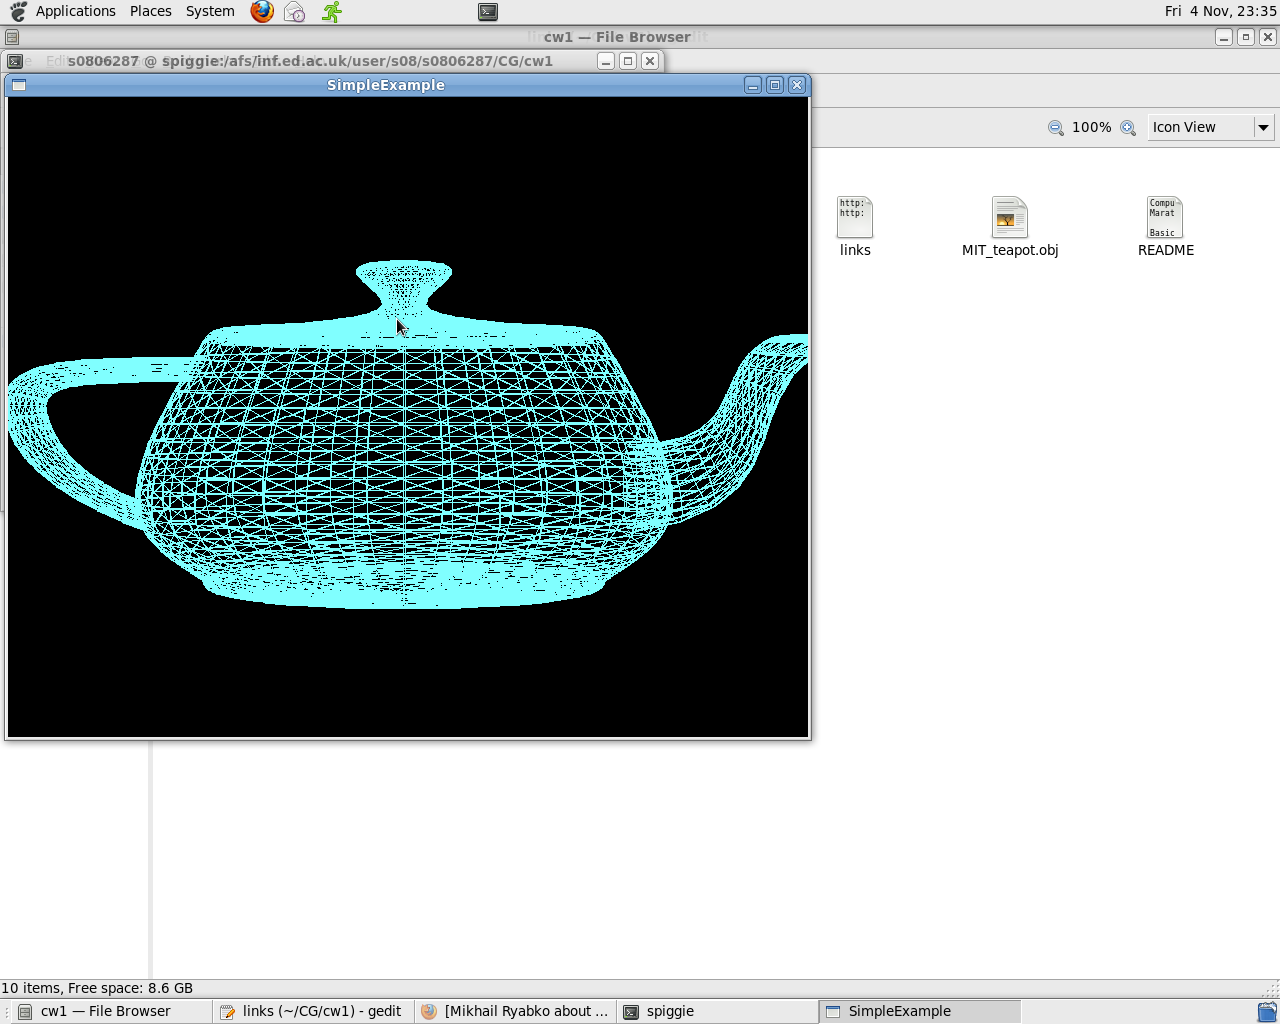 Applications Places System
Fri 4 Nov, 23:35
cw1 — File Browser
s0806287 @ spiggie:/afs/inf.ed.ac.uk/user/s08/s0806287/CG/cw1
SimpleExample
100% Icon View
http:
http:
Compu
Marat
Basic
links MIT_teapot.obj README
10 items, Free space: 8.6 GB
cw1 — File Browser links (~/CG/cw1) - gedit [Mikhail Ryabko about ... spiggie SimpleExample